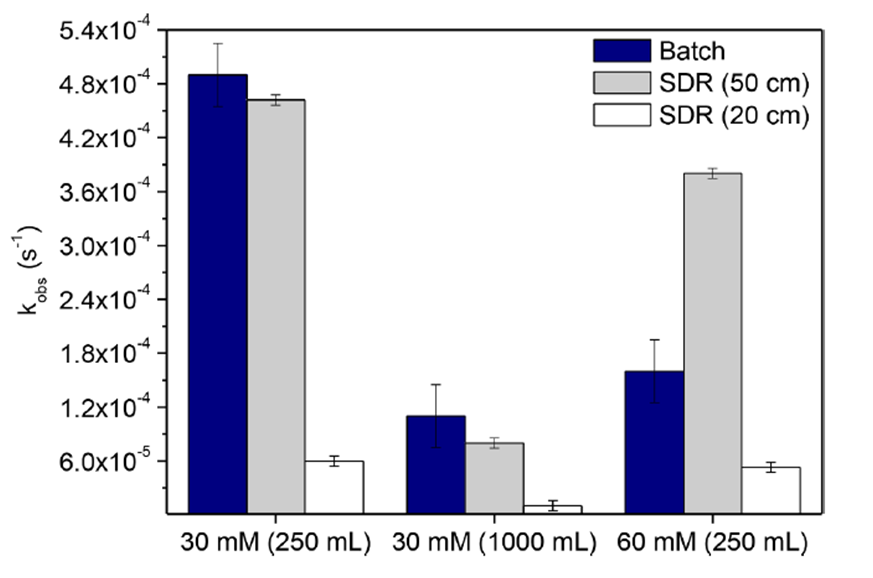 5.4x10⁻⁴
4.8x10⁻⁴
4.2x10⁻⁴
3.6x10⁻⁴
3.0x10⁻⁴
2.4x10⁻⁴
1.8x10⁻⁴
1.2x10⁻⁴
6.0x10⁻⁵
k_obs (s⁻¹)
Batch
SDR (50 cm)
SDR (20 cm)
30 mM (250 mL) 30 mM (1000 mL) 60 mM (250 mL)